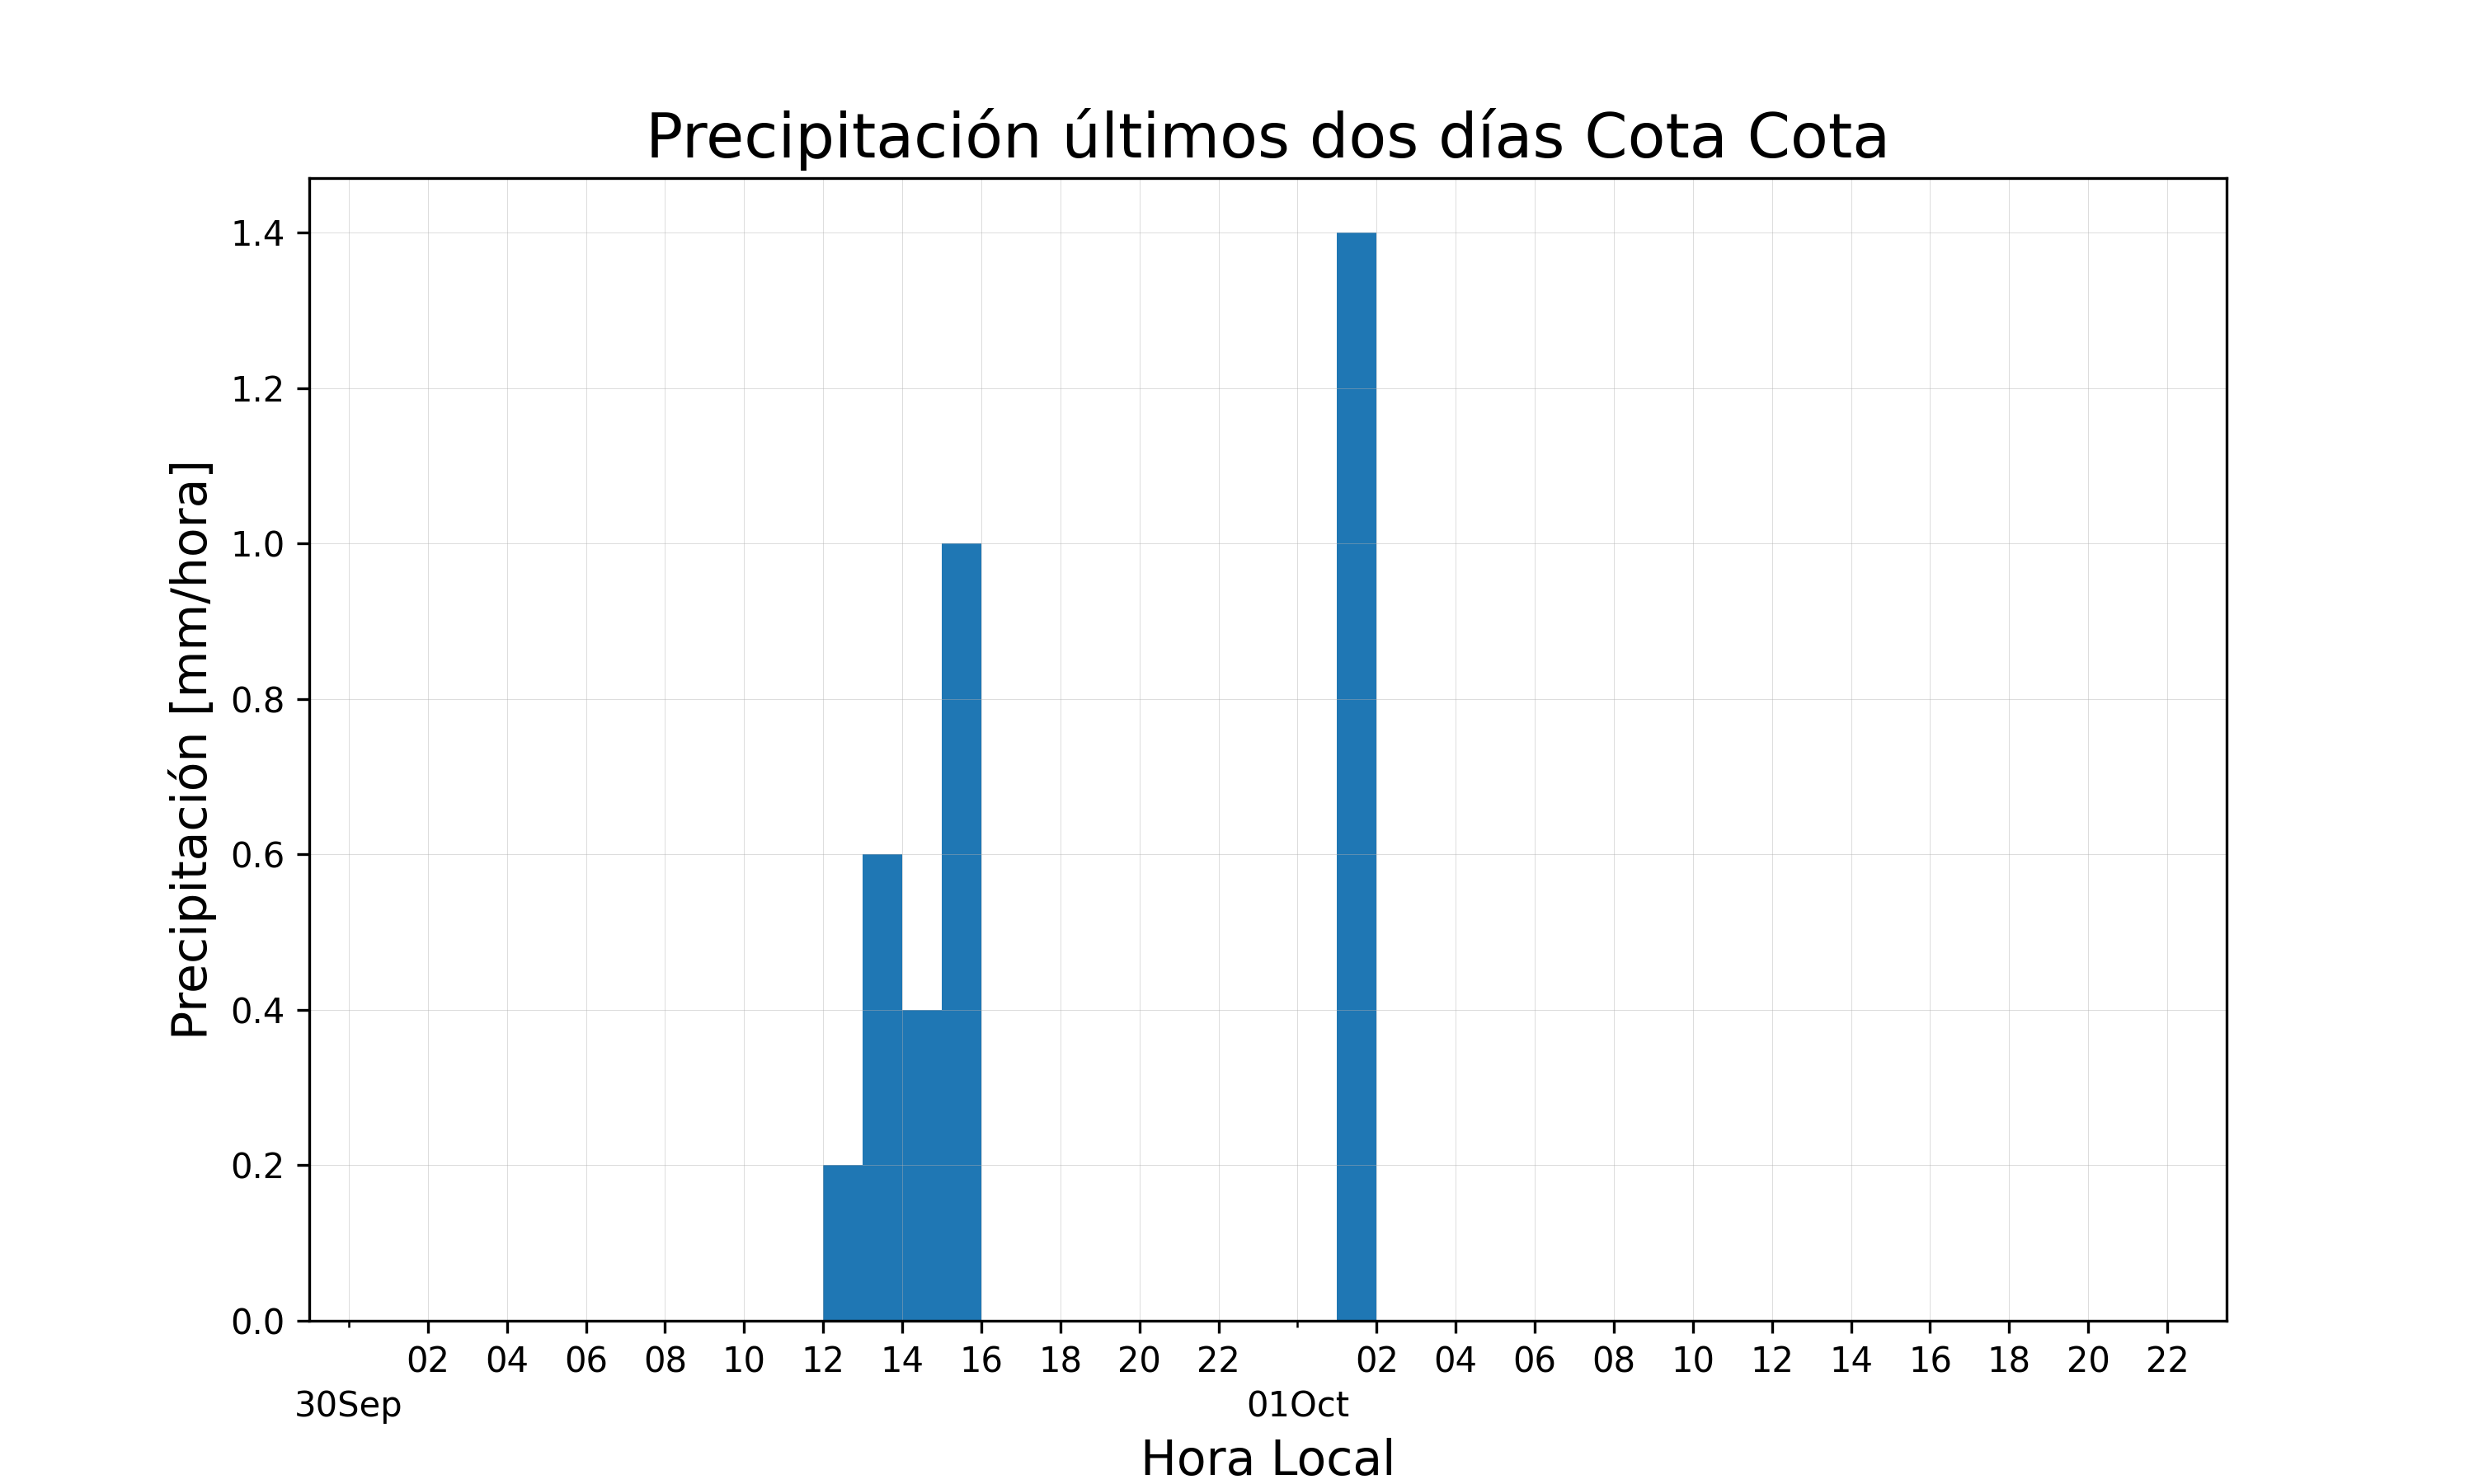 Precipitación últimos dos días Cota Cota
Precipitación [mm/hora]
1.4
1.2
1.0
0.8
0.6
0.4
0.2
0.0
02 04 06 08 10 12 14 16 18 20 22 02 04 06 08 10 12 14 16 18 20 22
30Sep 01Oct
Hora Local